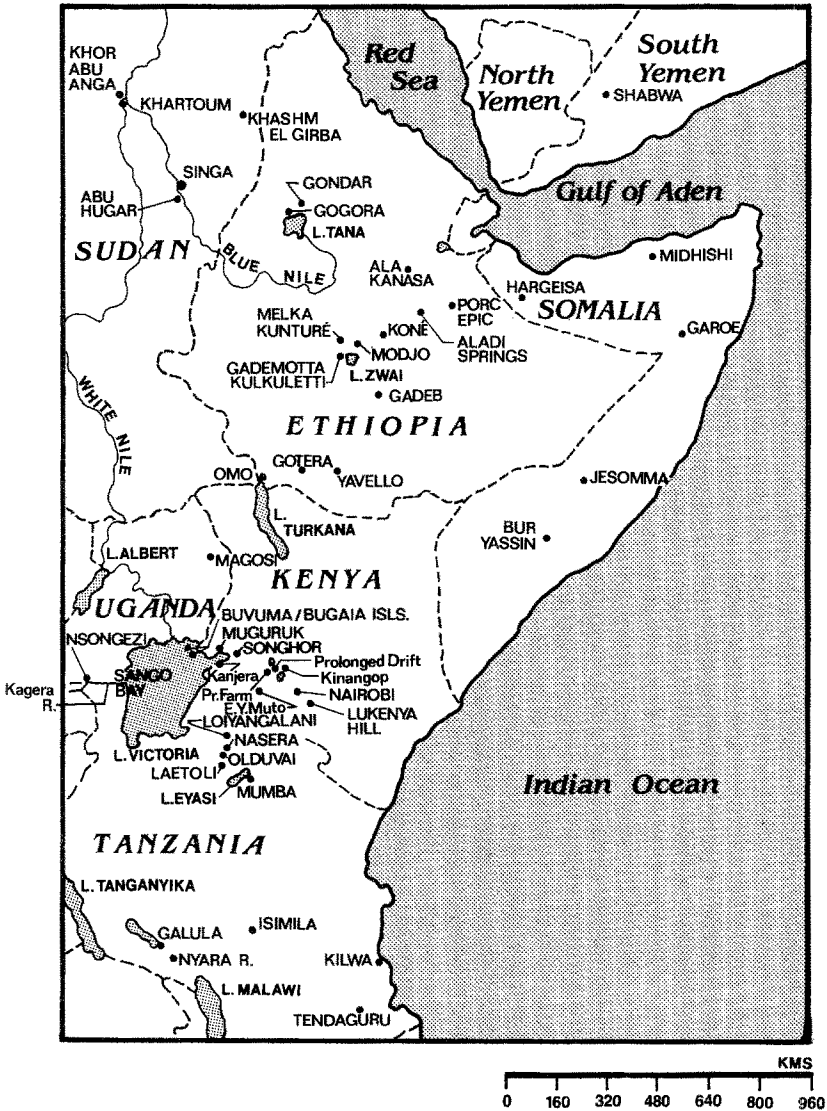 Red
Sea
North
Yemen
South
Yemen
SHABWA
KHOR
ABU
ANGA
KHARTOUM
KHASHM
EL GIRBA
SINGA
ABU
HUGAR
SUDAN
GONDAR
GOGORA
L.TANA
BLUE NILE
Gulf of Aden
MIDHISHI
ALA
KANASA
HARGEISA
SOMALIA
PORC
EPIC
GAROE
MELKA
KUNTURÉ
KONÉ
ALADI
SPRINGS
MODJO
GADEMOTTA
KULKULETTI
L.ZWAI
GADEB
WHITE NILE
ETHIOPIA
OMO
GOTERA
YAVELLO
JESOMMA
L.
TURKANA
BUR
YASSIN
L.ALBERT
MAGOSI
KENYA
UGANDA
BUVUMA/BUGAIA ISLS.
NSONGEZI
MUGURUK
SONGHOR
Prolonged Drift
SANGO
BAY
Kanjera
Kinangop
Kagera
R.
Pr.Farm
NAIROBI
E.Y.Muto
LUKENYA
HILL
LOIYANGALANI
NASERA
L.VICTORIA
OLDUVAI
LAETOLI
L.EYASI
MUMBA
Indian Ocean
TANZANIA
L.TANGANYIKA
GALULA
ISIMILA
NYARA R.
KILWA
L.MALAWI
TENDAGURU
KMS
0 160 320 480 640 800 960